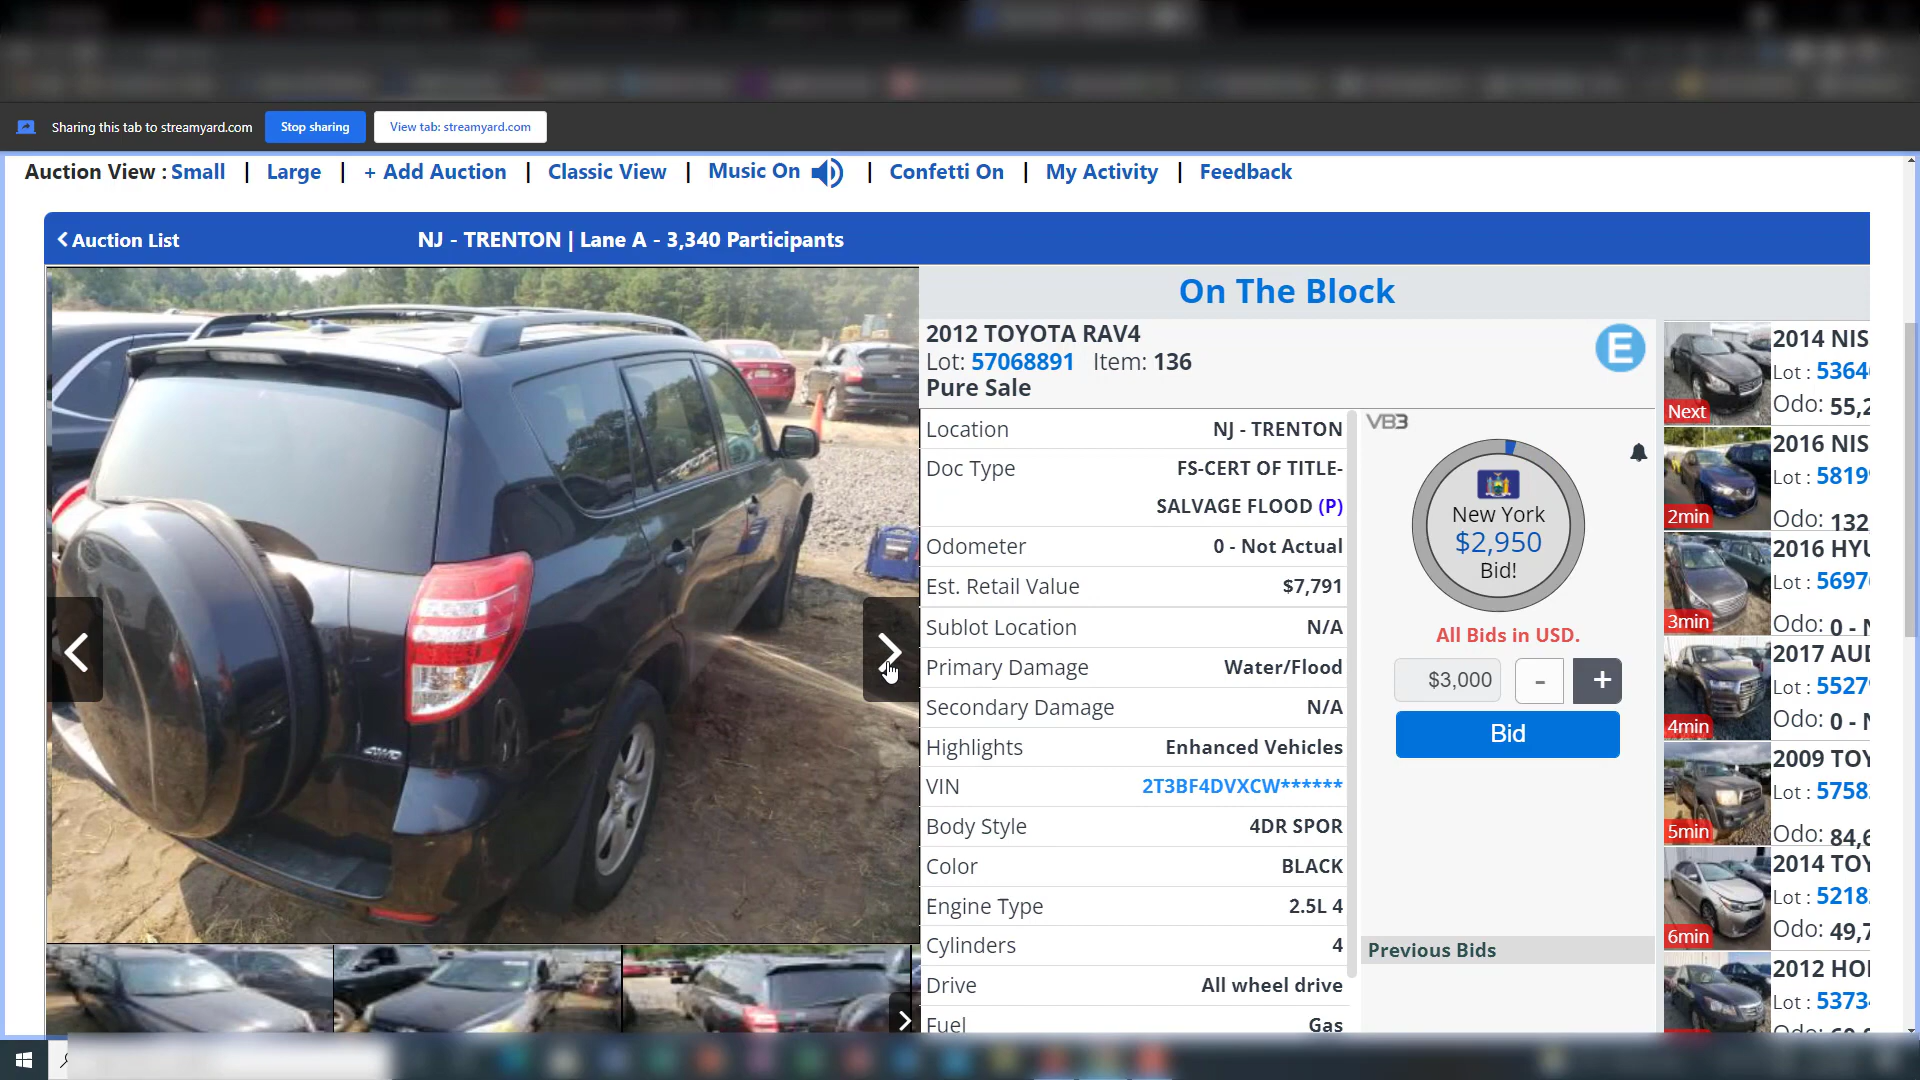 Sharing this tab to streamyard.com Stop sharing View tab: streamyard.com
Auction View : Small | Large | + Add Auction | Classic View | Music On | Confetti On | My Activity | Feedback
Auction List NJ - TRENTON | Lane A - 3,340 Participants
On The Block
2012 TOYOTA RAV4
Lot: 57068891 Item: 136
Pure Sale
E
Location NJ - TRENTON
Doc Type FS-CERT OF TITLE-
SALVAGE FLOOD (P)
Odometer 0 - Not Actual
Est. Retail Value $7,791
Sublot Location N/A
Primary Damage Water/Flood
Secondary Damage N/A
Highlights Enhanced Vehicles
VIN 2T3BF4DVXCW******
Body Style 4DR SPOR
Color BLACK
Engine Type 2.5L 4
Cylinders 4
Drive All wheel drive
Fuel Gas
VB3
New York
$2,950
Bid!
All Bids in USD.
$3,000 - +
Bid
Previous Bids
2014 NIS
Lot : 5364
Odo: 55,2
Next
2016 NIS
Lot : 5819
Odo: 132
2min
2016 HYU
Lot : 5697
Odo: 0 - N
3min
2017 AUD
Lot : 5527
Odo: 0 - N
4min
2009 TOY
Lot : 5758
Odo: 84,6
5min
2014 TOY
Lot : 5218
Odo: 49,7
6min
2012 HO
Lot : 5373
4WD